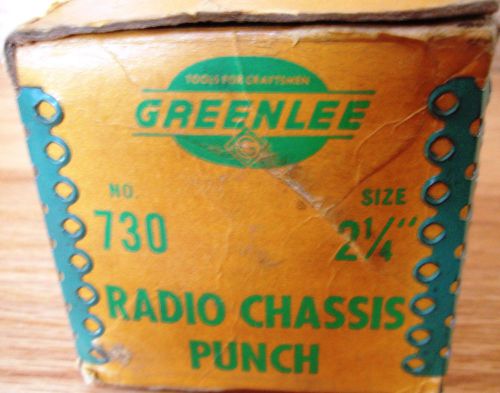 TOOLS FOR CRAFTSMEN
GREENLEE
G
NO. SIZE
730 2¼"
RADIO CHASSIS
PUNCH